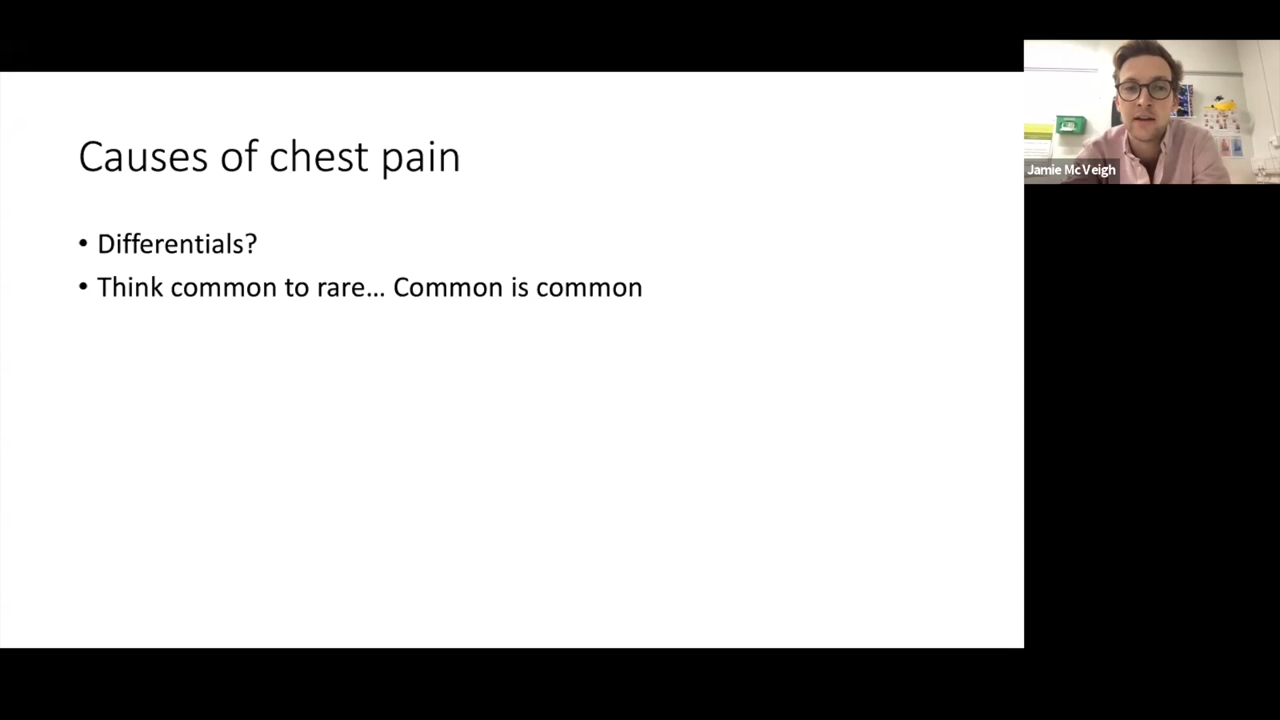 Causes of chest pain
• Differentials?
• Think common to rare... Common is common
Jamie McVeigh